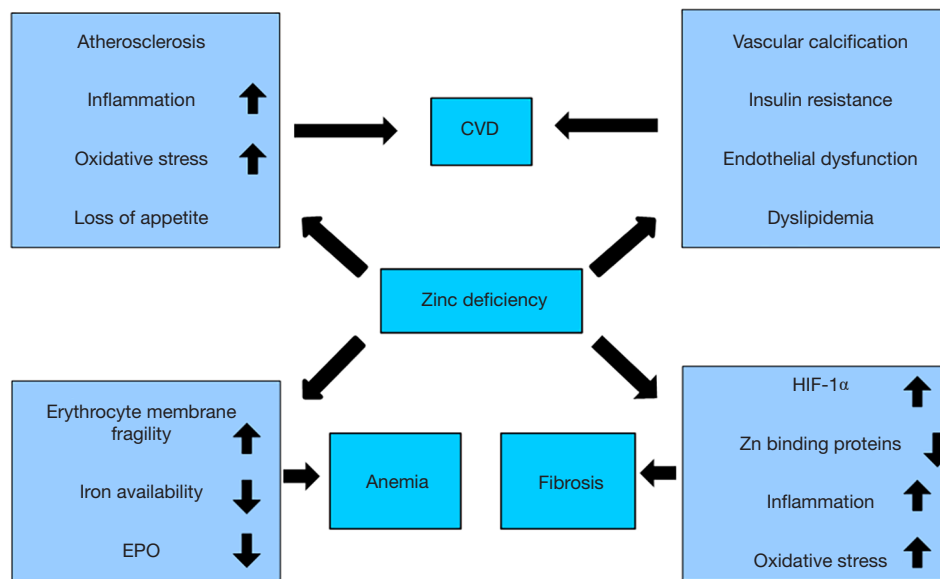 Atherosclerosis
Inflammation
Oxidative stress
Loss of appetite
CVD
Vascular calcification
Insulin resistance
Endothelial dysfunction
Dyslipidemia
Zinc deficiency
Erythrocyte membrane
fragility
Iron availability
EPO
Anemia
Fibrosis
HIF-1α
Zn binding proteins
Inflammation
Oxidative stress